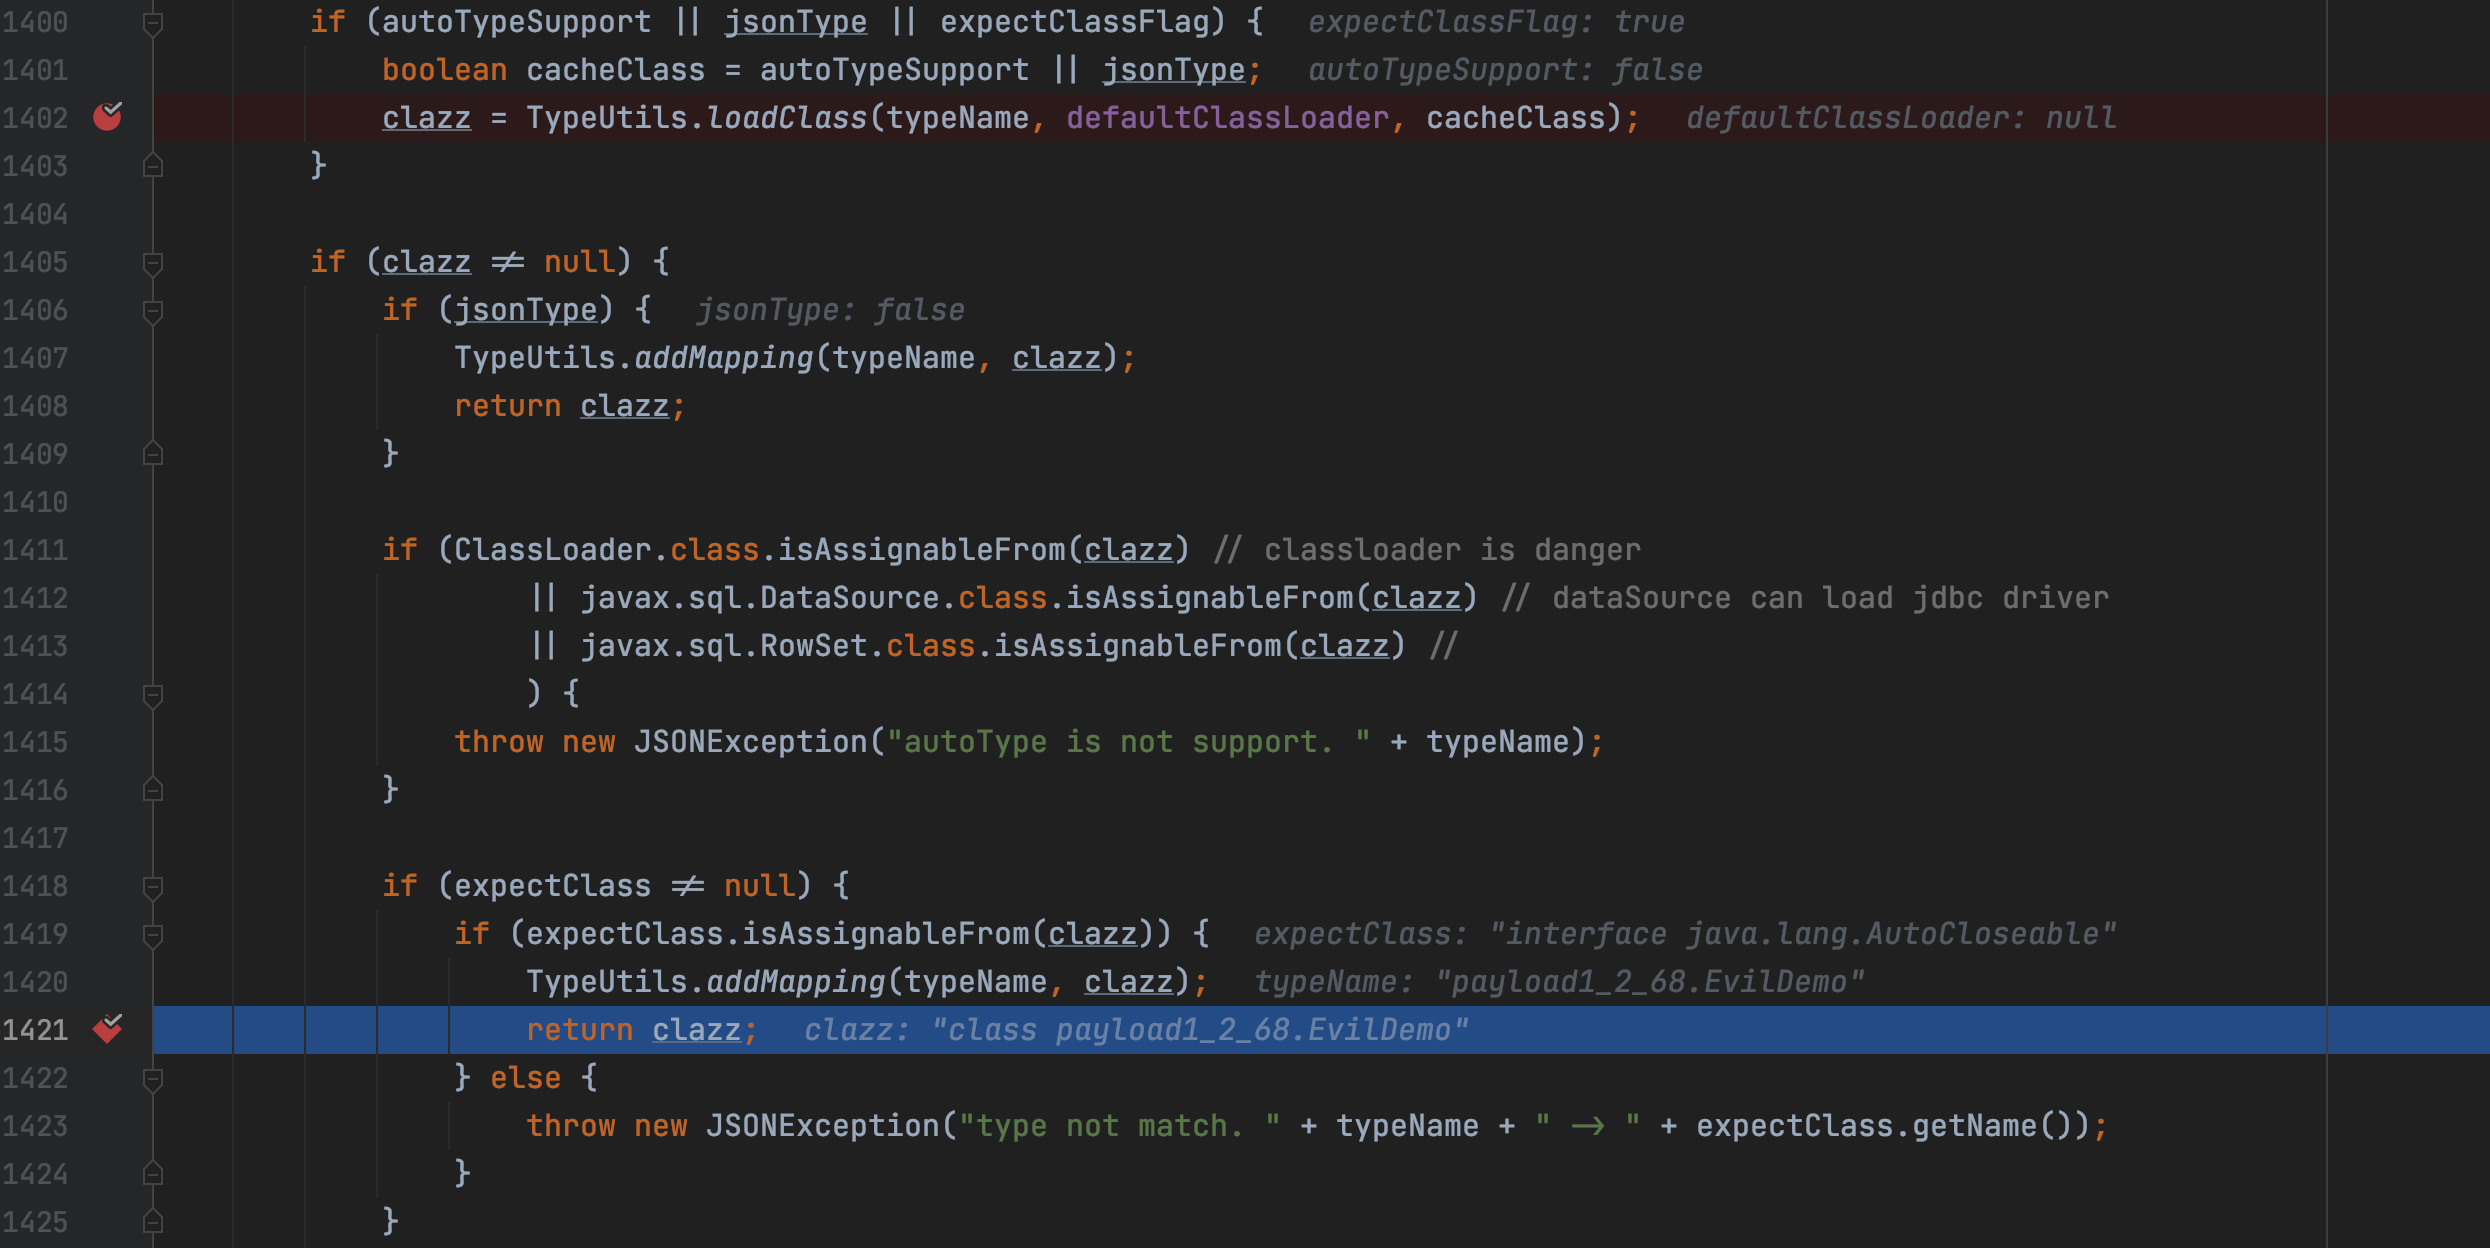 1400 if (autoTypeSupport || jsonType || expectClassFlag) { expectClassFlag: true
1401 boolean cacheClass = autoTypeSupport || jsonType; autoTypeSupport: false
1402 clazz = TypeUtils.loadClass(typeName, defaultClassLoader, cacheClass); defaultClassLoader: null
1403 }
1404
1405 if (clazz != null) {
1406 if (jsonType) { jsonType: false
1407 TypeUtils.addMapping(typeName, clazz);
1408 return clazz;
1409 }
1410
1411 if (ClassLoader.class.isAssignableFrom(clazz) // classloader is danger
1412 || javax.sql.DataSource.class.isAssignableFrom(clazz) // dataSource can load jdbc driver
1413 || javax.sql.RowSet.class.isAssignableFrom(clazz) //
1414 ) {
1415 throw new JSONException("autoType is not support. " + typeName);
1416 }
1417
1418 if (expectClass != null) {
1419 if (expectClass.isAssignableFrom(clazz)) { expectClass: "interface java.lang.AutoCloseable"
1420 TypeUtils.addMapping(typeName, clazz); typeName: "payload1_2_68.EvilDemo"
1421 return clazz; clazz: "class payload1_2_68.EvilDemo"
1422 } else {
1423 throw new JSONException("type not match. " + typeName + " -> " + expectClass.getName());
1424 }
1425 }